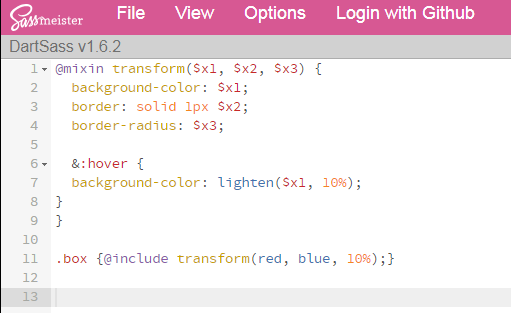 Sassmeister File View Options Login with Github
DartSass v1.6.2
1 @mixin transform($x1, $x2, $x3) {
2 background-color: $x1;
3 border: solid 1px $x2;
4 border-radius: $x3;
5
6 &:hover {
7 background-color: lighten($x1, 10%);
8 }
9 }
10
11 .box {@include transform(red, blue, 10%);}
12
13